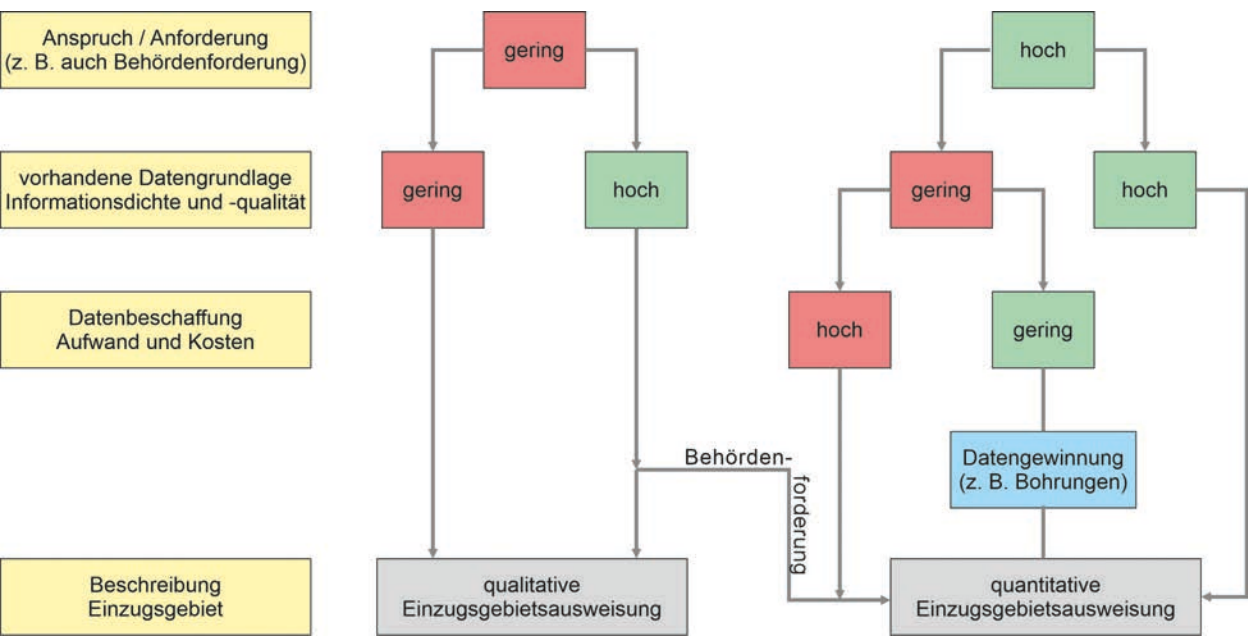 Anspruch / Anforderung
(z. B. auch Behördenforderung)
gering
hoch
vorhandene Datengrundlage
Informationsdichte und -qualität
gering
hoch
gering
hoch
Datenbeschaffung
Aufwand und Kosten
hoch
gering
Behörden-
forderung
Datengewinnung
(z. B. Bohrungen)
Beschreibung
Einzugsgebiet
qualitative
Einzugsgebietsausweisung
quantitative
Einzugsgebietsausweisung